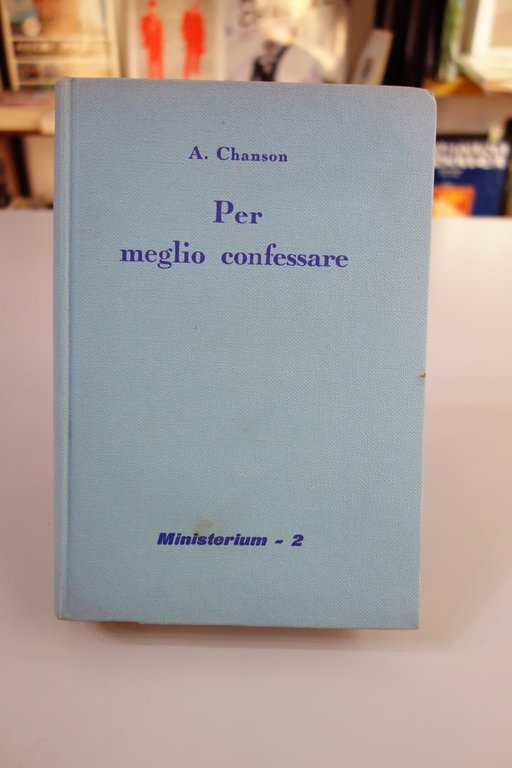 A. Chanson
Per
meglio confessare
Ministerium - 2